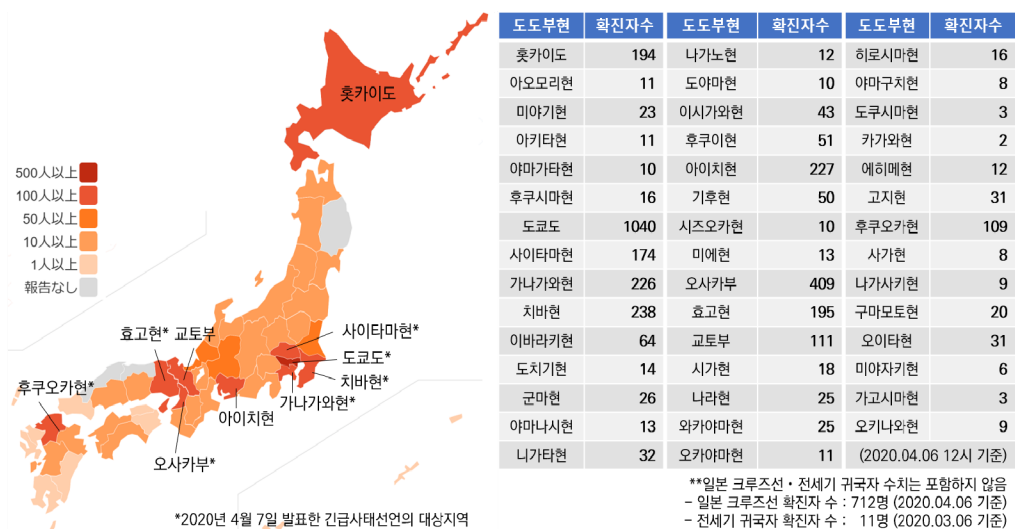 홋카이도
500人以上
100人以上
50人以上
10人以上
1人以上
報告なし
효고현* 교토부
사이타마현*
도쿄도*
치바현*
후쿠오카현*
가나가와현*
아이치현
오사카부*
*2020년 4월 7일 발표한 긴급사태선언의 대상지역
도도부현 확진자수 도도부현 확진자수 도도부현 확진자수
홋카이도 194 나가노현 12 히로시마현 16
아오모리현 11 도야마현 10 야마구치현 8
미야기현 23 이시가와현 43 도쿠시마현 3
아키타현 11 후쿠이현 51 카가와현 2
야마가타현 10 아이치현 227 에히메현 12
후쿠시마현 16 기후현 50 고지현 31
도쿄도 1040 시즈오카현 10 후쿠오카현 109
사이타마현 174 미에현 13 사가현 8
가나가와현 226 오사카부 409 나가사키현 9
치바현 238 효고현 195 구마모토현 20
이바라키현 64 교토부 111 오이타현 31
도치기현 14 시가현 18 미야자키현 6
군마현 26 나라현 25 가고시마현 3
야마나시현 13 와카야마현 25 오키나와현 9
니가타현 32 오카야마현 11 (2020.04.06 12시 기준)
**일본 크루즈선・전세기 귀국자 수치는 포함하지 않음
- 일본 크루즈선 확진자 수 : 712명 (2020.04.06 기준)
- 전세기 귀국자 확진자 수 : 11명 (2020.03.06 기준)